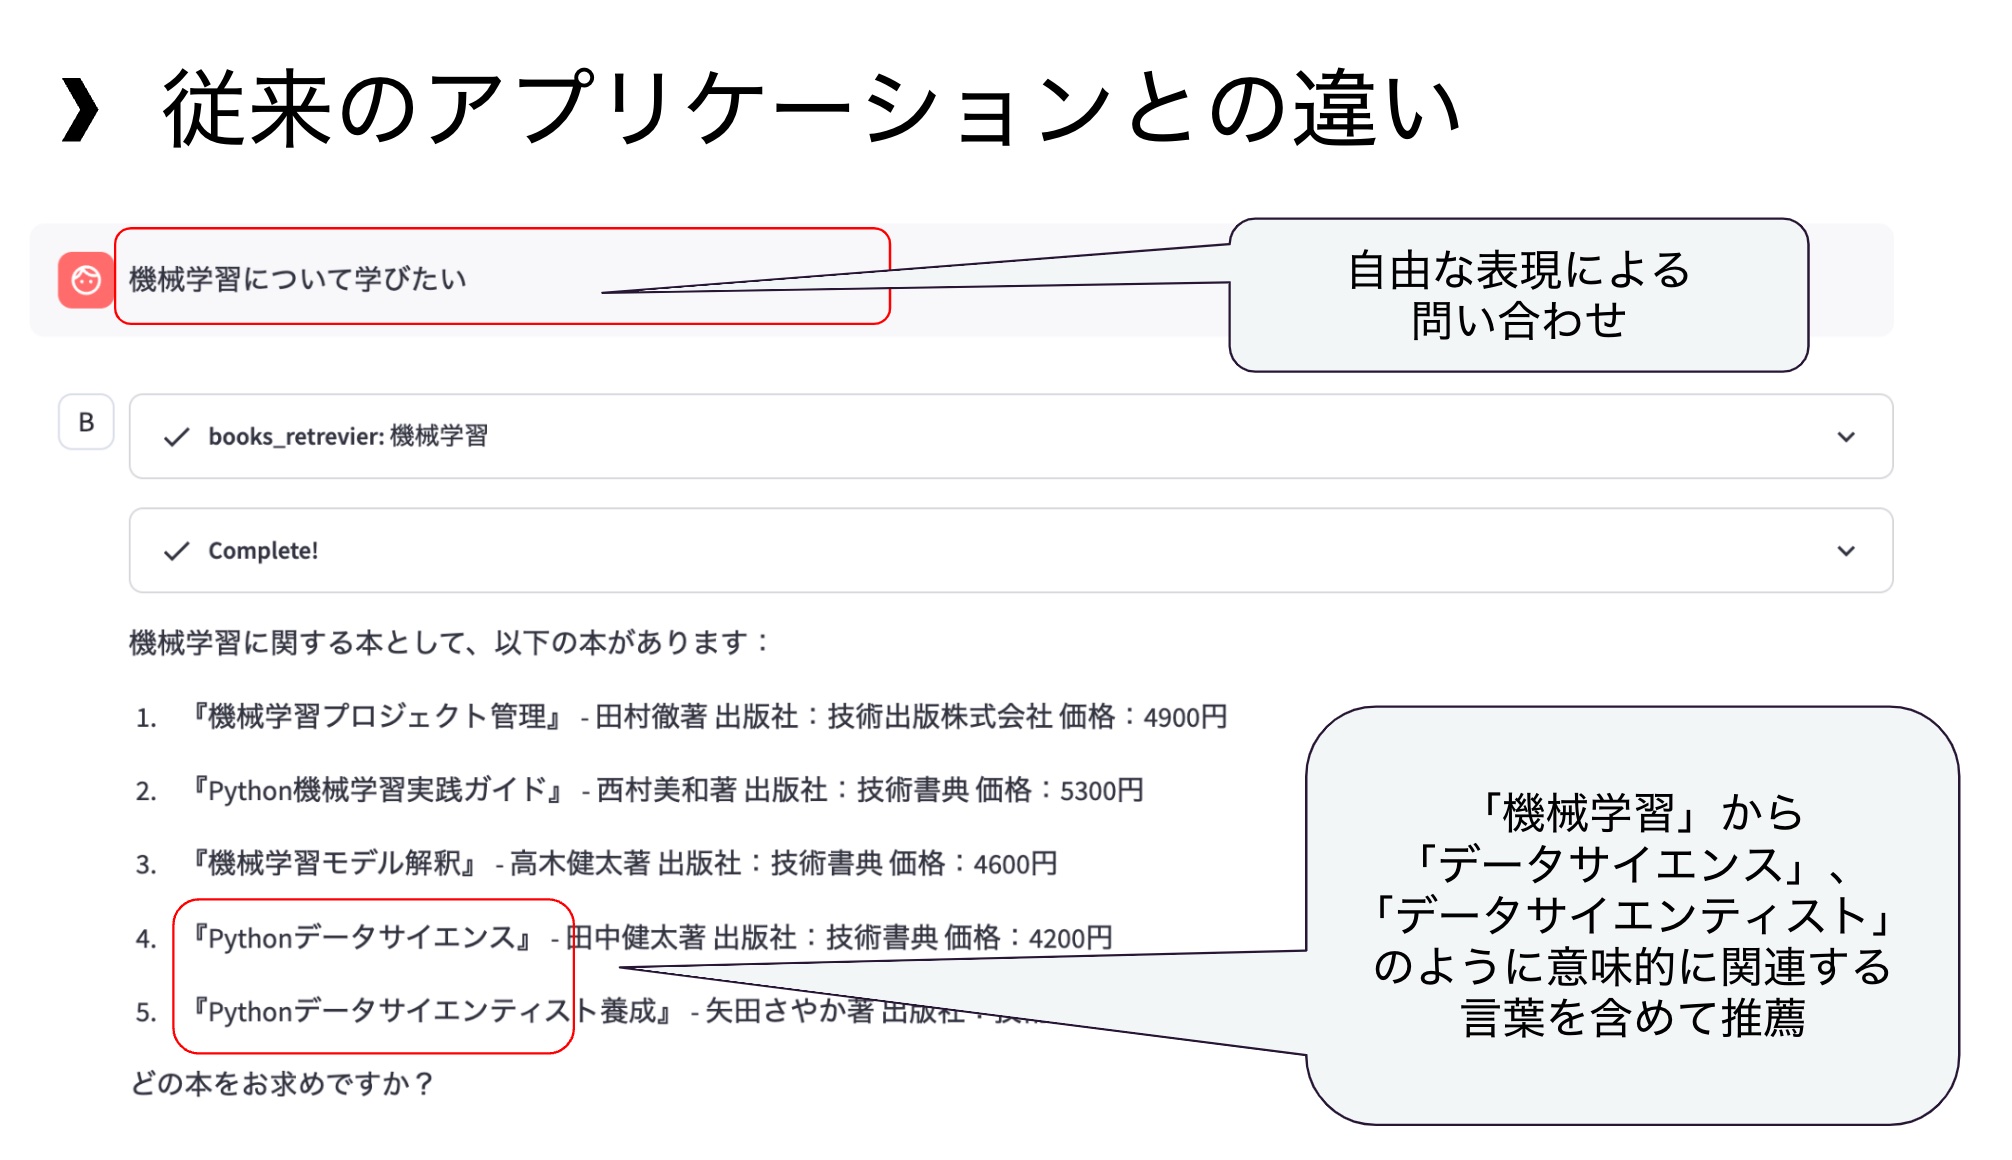 従来のアプリケーションとの違い
機械学習について学びたい
自由な表現による
問い合わせ
B
books_retrevier: 機械学習
Complete!
機械学習に関する本として、以下の本があります：
1. 『機械学習プロジェクト管理』 - 田村徹著 出版社：技術出版株式会社 価格：4900円
2. 『Python機械学習実践ガイド』 - 西村美和著 出版社：技術書典 価格：5300円
3. 『機械学習モデル解釈』 - 高木健太著 出版社：技術書典 価格：4600円
4. 『Pythonデータサイエンス』 - 田中健太著 出版社：技術書典 価格：4200円
5. 『Pythonデータサイエンティスト養成』 - 矢田さやか著 出版社：
どの本をお求めですか？
「機械学習」から
「データサイエンス」、
「データサイエンティスト」
のように意味的に関連する
言葉を含めて推薦